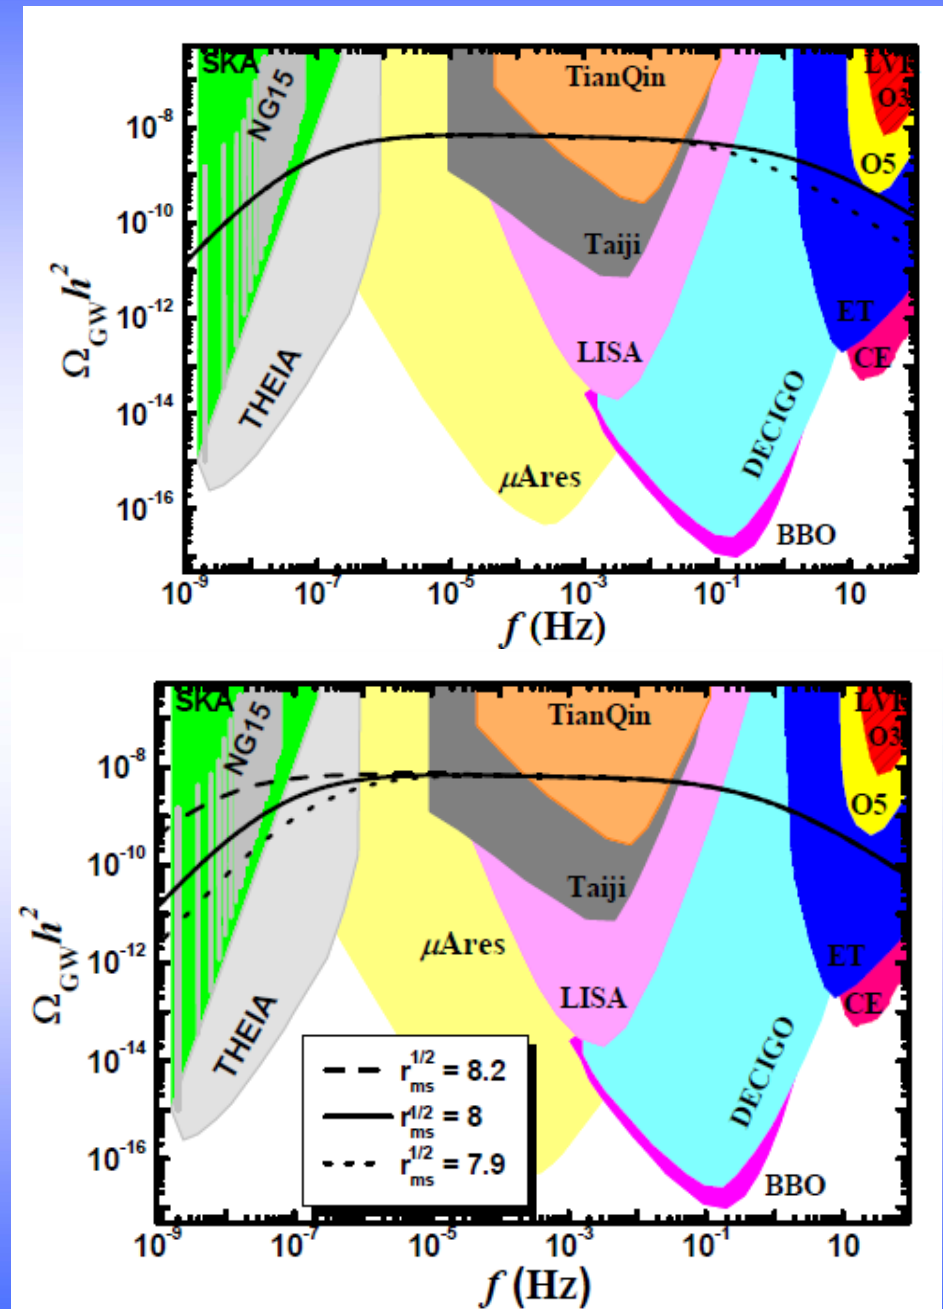 SKA
NG15
THEIA
μAres
TianQin
Taiji
LISA
DECIGO
BBO
LVK
O3
O5
ET
CE
10⁻⁸
10⁻¹⁰
10⁻¹²
10⁻¹⁴
10⁻¹⁶
Ω_GW h²
10⁻⁹ 10⁻⁷ 10⁻⁵ 10⁻³ 10⁻¹ 10
f (Hz)
SKA
NG15
THEIA
μAres
TianQin
Taiji
LISA
DECIGO
BBO
O3
O5
ET
CE
10⁻⁸
10⁻¹⁰
10⁻¹²
10⁻¹⁴
10⁻¹⁶
Ω_GW h²
r_ms^1/2 = 8.2
r_ms^1/2 = 8
r_ms^1/2 = 7.9
10⁻⁹ 10⁻⁷ 10⁻⁵ 10⁻³ 10⁻¹ 10
f (Hz)